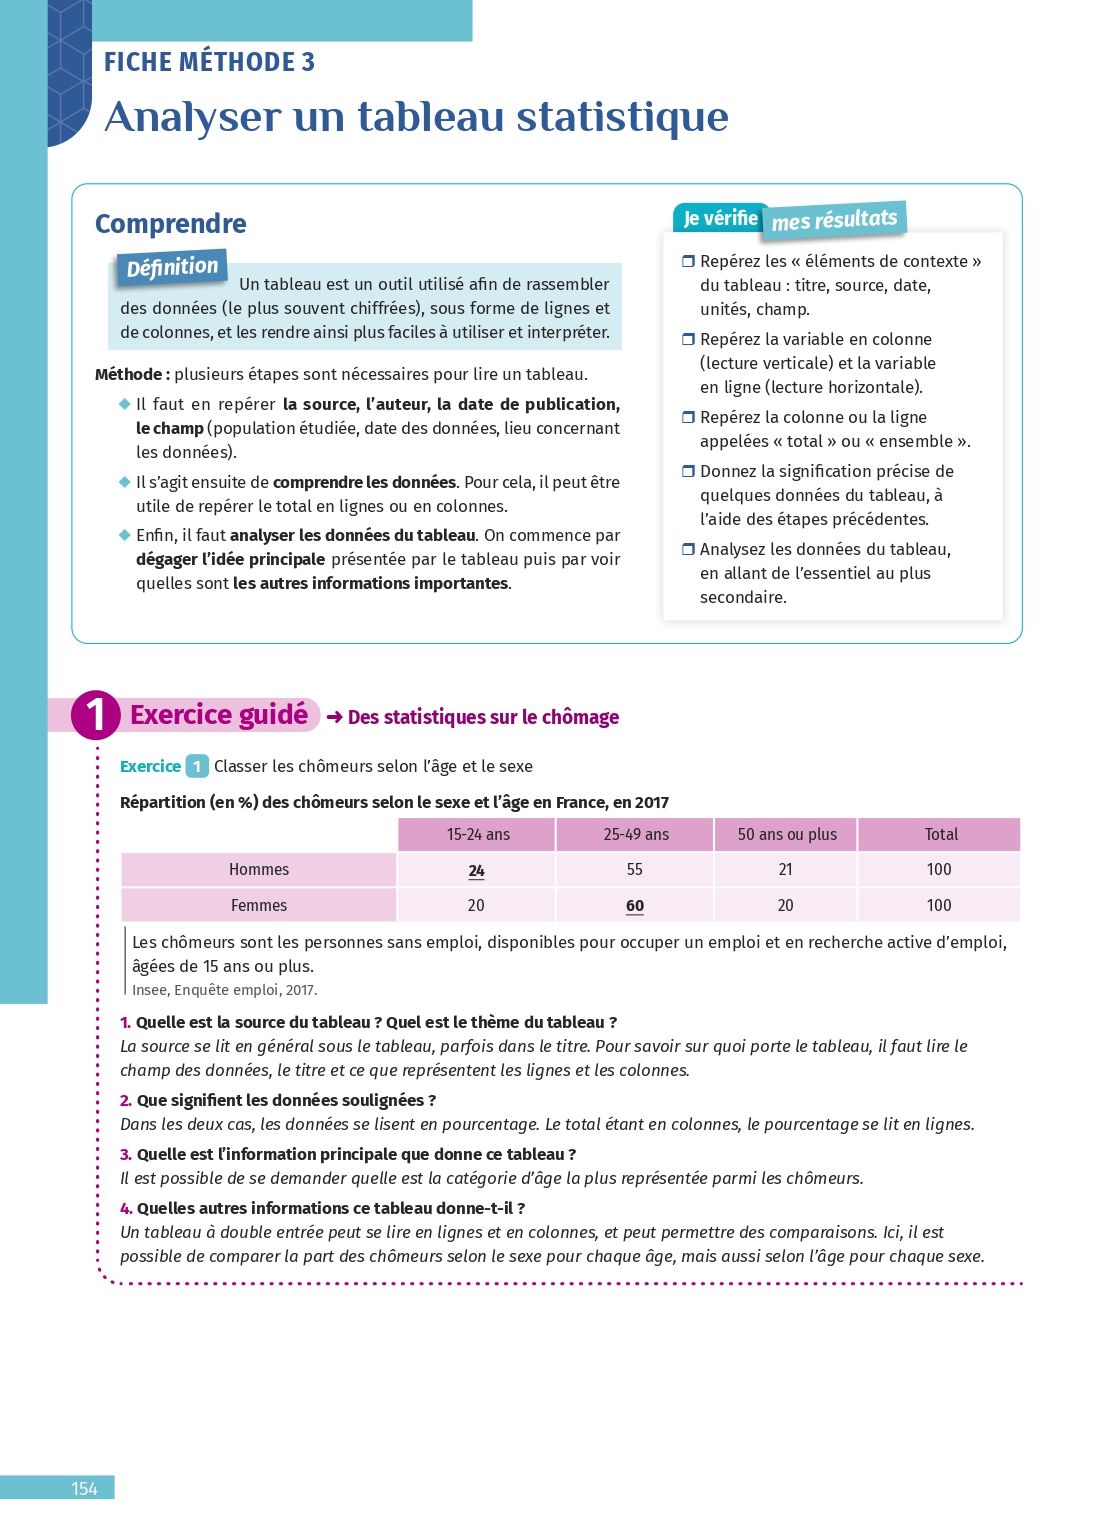 FICHE MÉTHODE 3
Analyser un tableau statistique
Comprendre
Définition
Un tableau est un outil utilisé afin de rassembler
des données (le plus souvent chiffrées), sous forme de lignes et
de colonnes, et les rendre ainsi plus faciles à utiliser et interpréter.
Méthode : plusieurs étapes sont nécessaires pour lire un tableau.
◆ Il faut en repérer la source, l’auteur, la date de publication,
le champ (population étudiée, date des données, lieu concernant
les données).
◆ Il s’agit ensuite de comprendre les données. Pour cela, il peut être
utile de repérer le total en lignes ou en colonnes.
◆ Enfin, il faut analyser les données du tableau. On commence par
dégager l’idée principale présentée par le tableau puis par voir
quelles sont les autres informations importantes.
Je vérifie mes résultats
❒ Repérez les « éléments de contexte »
du tableau : titre, source, date,
unités, champ.
❒ Repérez la variable en colonne
(lecture verticale) et la variable
en ligne (lecture horizontale).
❒ Repérez la colonne ou la ligne
appelées « total » ou « ensemble ».
❒ Donnez la signification précise de
quelques données du tableau, à
l’aide des étapes précédentes.
❒ Analysez les données du tableau,
en allant de l’essentiel au plus
secondaire.
1 Exercice guidé ➜ Des statistiques sur le chômage
Exercice 1 Classer les chômeurs selon l’âge et le sexe
Répartition (en %) des chômeurs selon le sexe et l’âge en France, en 2017
15-24 ans 25-49 ans 50 ans ou plus Total
Hommes 24 55 21 100
Femmes 20 60 20 100
Les chômeurs sont les personnes sans emploi, disponibles pour occuper un emploi et en recherche active d’emploi,
âgées de 15 ans ou plus.
Insee, Enquête emploi, 2017.
1. Quelle est la source du tableau ? Quel est le thème du tableau ?
La source se lit en général sous le tableau, parfois dans le titre. Pour savoir sur quoi porte le tableau, il faut lire le
champ des données, le titre et ce que représentent les lignes et les colonnes.
2. Que signifient les données soulignées ?
Dans les deux cas, les données se lisent en pourcentage. Le total étant en colonnes, le pourcentage se lit en lignes.
3. Quelle est l’information principale que donne ce tableau ?
Il est possible de se demander quelle est la catégorie d’âge la plus représentée parmi les chômeurs.
4. Quelles autres informations ce tableau donne-t-il ?
Un tableau à double entrée peut se lire en lignes et en colonnes, et peut permettre des comparaisons. Ici, il est
possible de comparer la part des chômeurs selon le sexe pour chaque âge, mais aussi selon l’âge pour chaque sexe.
154